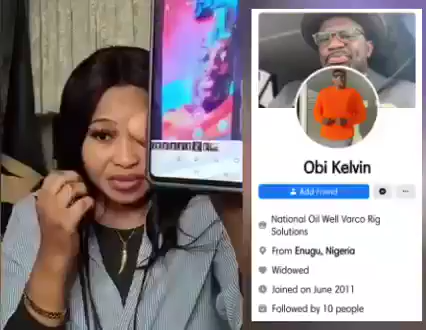 Obi Kelvin
Add Friend
National Oil Well Varco Rig
Solutions
From Enugu, Nigeria
Widowed
Joined on June 2011
Followed by 10 people